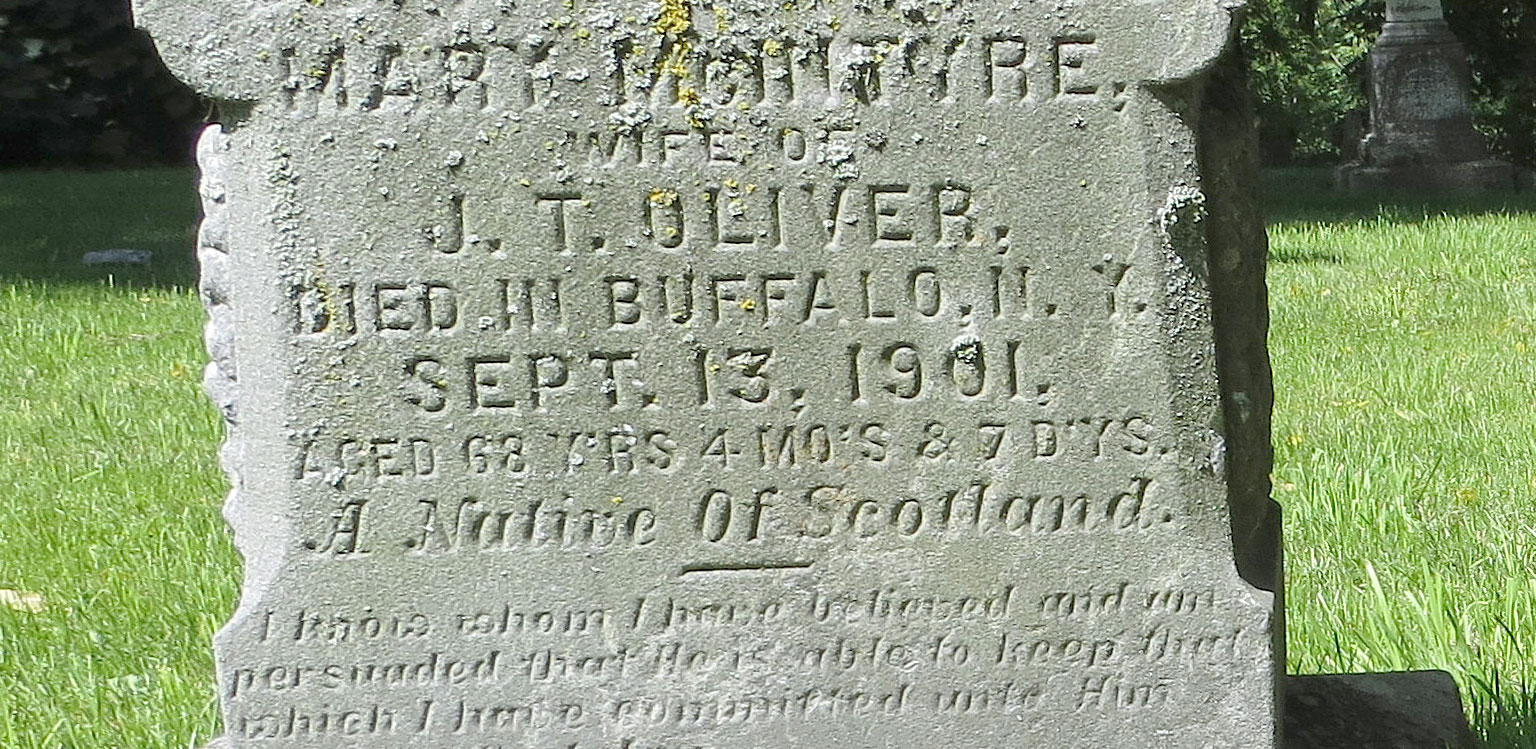 MARY MCINTYRE,
WIFE OF
J. T. OLIVER,
DIED IN BUFFALO, N. Y.
SEPT. 13, 1901.
AGED 68 Y'RS 4 MO'S & 7 D'YS.
A Native Of Scotland.
I know whom I have believed and am
persuaded that He is able to keep that
which I have committed unto Him